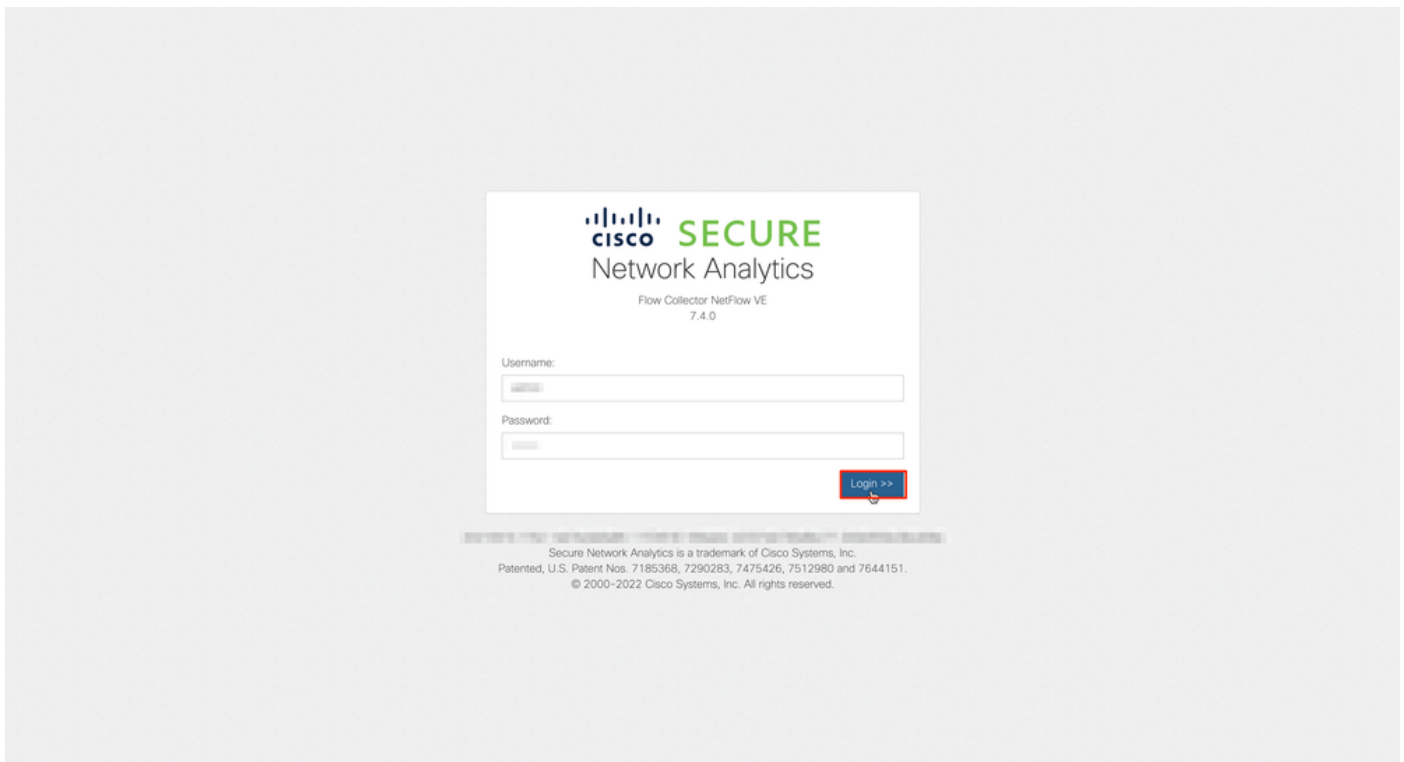 CISCO SECURE
Network Analytics
Flow Collector NetFlow VE
7.4.0
Username:
Password:
Login >>
Secure Network Analytics is a trademark of Cisco Systems, Inc.
Patented, U.S. Patent Nos. 7185368, 7290283, 7475426, 7512980 and 7644151.
© 2000-2022 Cisco Systems, Inc. All rights reserved.